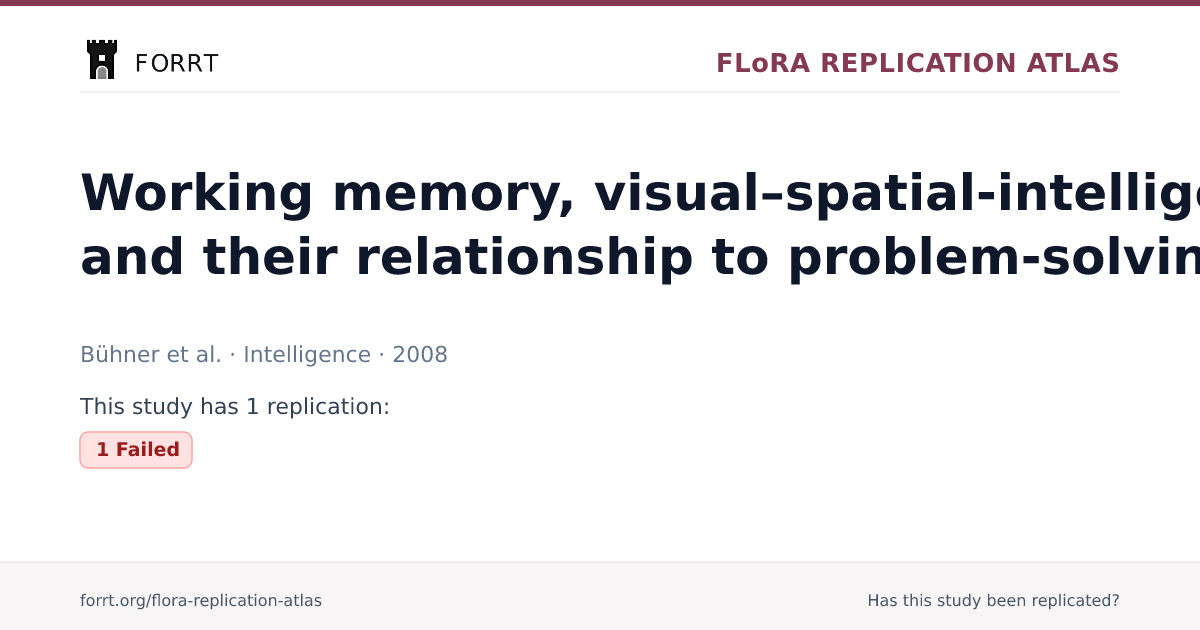 FORRT
FLoRA REPLICATION ATLAS
Working memory, visual–spatial-intellig
and their relationship to problem-solvin
Bühner et al. · Intelligence · 2008
This study has 1 replication:
1 Failed
forrt.org/flora-replication-atlas
Has this study been replicated?